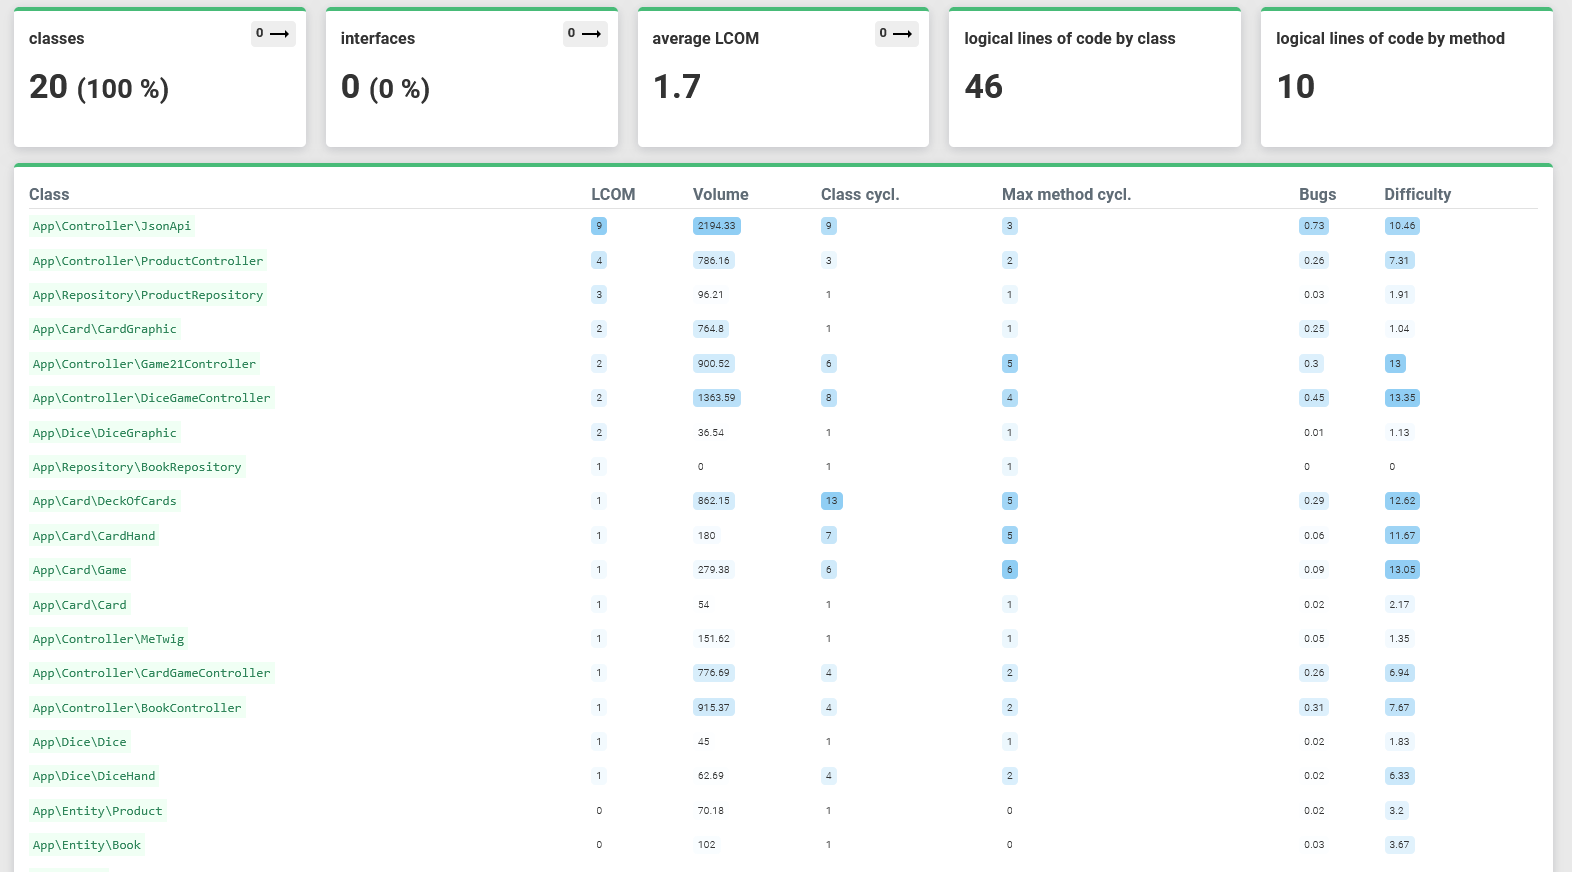 classes 0 →
20 (100 %)
interfaces 0 →
0 (0 %)
average LCOM 0 →
1.7
logical lines of code by class
46
logical lines of code by method
10
Class LCOM Volume Class cycl. Max method cycl. Bugs Difficulty
App\Controller\JsonApi 9 2194.33 9 3 0.73 10.46
App\Controller\ProductController 4 786.16 3 2 0.26 7.31
App\Repository\ProductRepository 3 96.21 1 1 0.03 1.91
App\Card\CardGraphic 2 764.8 1 1 0.25 1.04
App\Controller\Game21Controller 2 900.52 6 5 0.3 13
App\Controller\DiceGameController 2 1363.59 8 4 0.45 13.35
App\Dice\DiceGraphic 2 36.54 1 1 0.01 1.13
App\Repository\BookRepository 1 0 1 1 0 0
App\Card\DeckOfCards 1 862.15 13 5 0.29 12.62
App\Card\CardHand 1 180 7 5 0.06 11.67
App\Card\Game 1 279.38 6 6 0.09 13.05
App\Card\Card 1 54 1 1 0.02 2.17
App\Controller\MeTwig 1 151.62 1 1 0.05 1.35
App\Controller\CardGameController 1 776.69 4 2 0.26 6.94
App\Controller\BookController 1 915.37 4 2 0.31 7.67
App\Dice\Dice 1 45 1 1 0.02 1.83
App\Dice\DiceHand 1 62.69 4 2 0.02 6.33
App\Entity\Product 0 70.18 1 0 0.02 3.2
App\Entity\Book 0 102 1 0 0.03 3.67